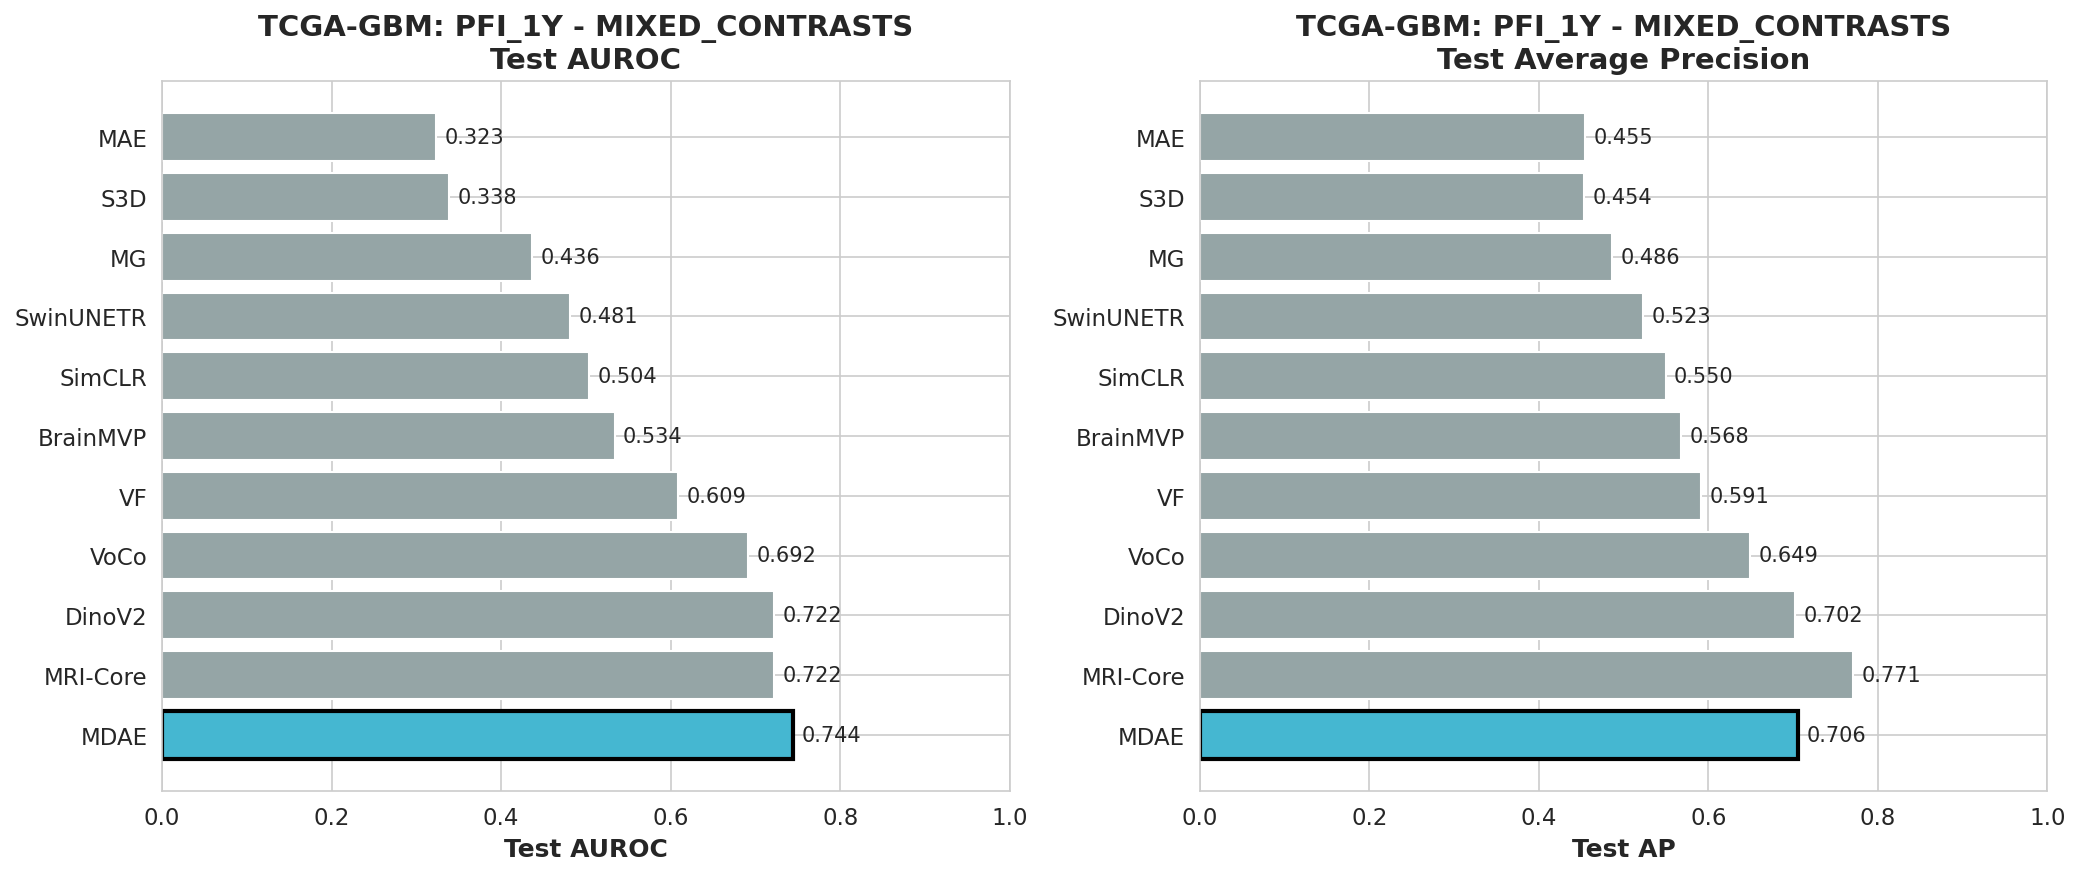 TCGA-GBM: PFI_1Y - MIXED_CONTRASTS
Test AUROC
MAE 0.323
S3D 0.338
MG 0.436
SwinUNETR 0.481
SimCLR 0.504
BrainMVP 0.534
VF 0.609
VoCo 0.692
DinoV2 0.722
MRI-Core 0.722
MDAE 0.744
0.0 0.2 0.4 0.6 0.8 1.0
Test AUROC
TCGA-GBM: PFI_1Y - MIXED_CONTRASTS
Test Average Precision
MAE 0.455
S3D 0.454
MG 0.486
SwinUNETR 0.523
SimCLR 0.550
BrainMVP 0.568
VF 0.591
VoCo 0.649
DinoV2 0.702
MRI-Core 0.771
MDAE 0.706
0.0 0.2 0.4 0.6 0.8 1.0
Test AP